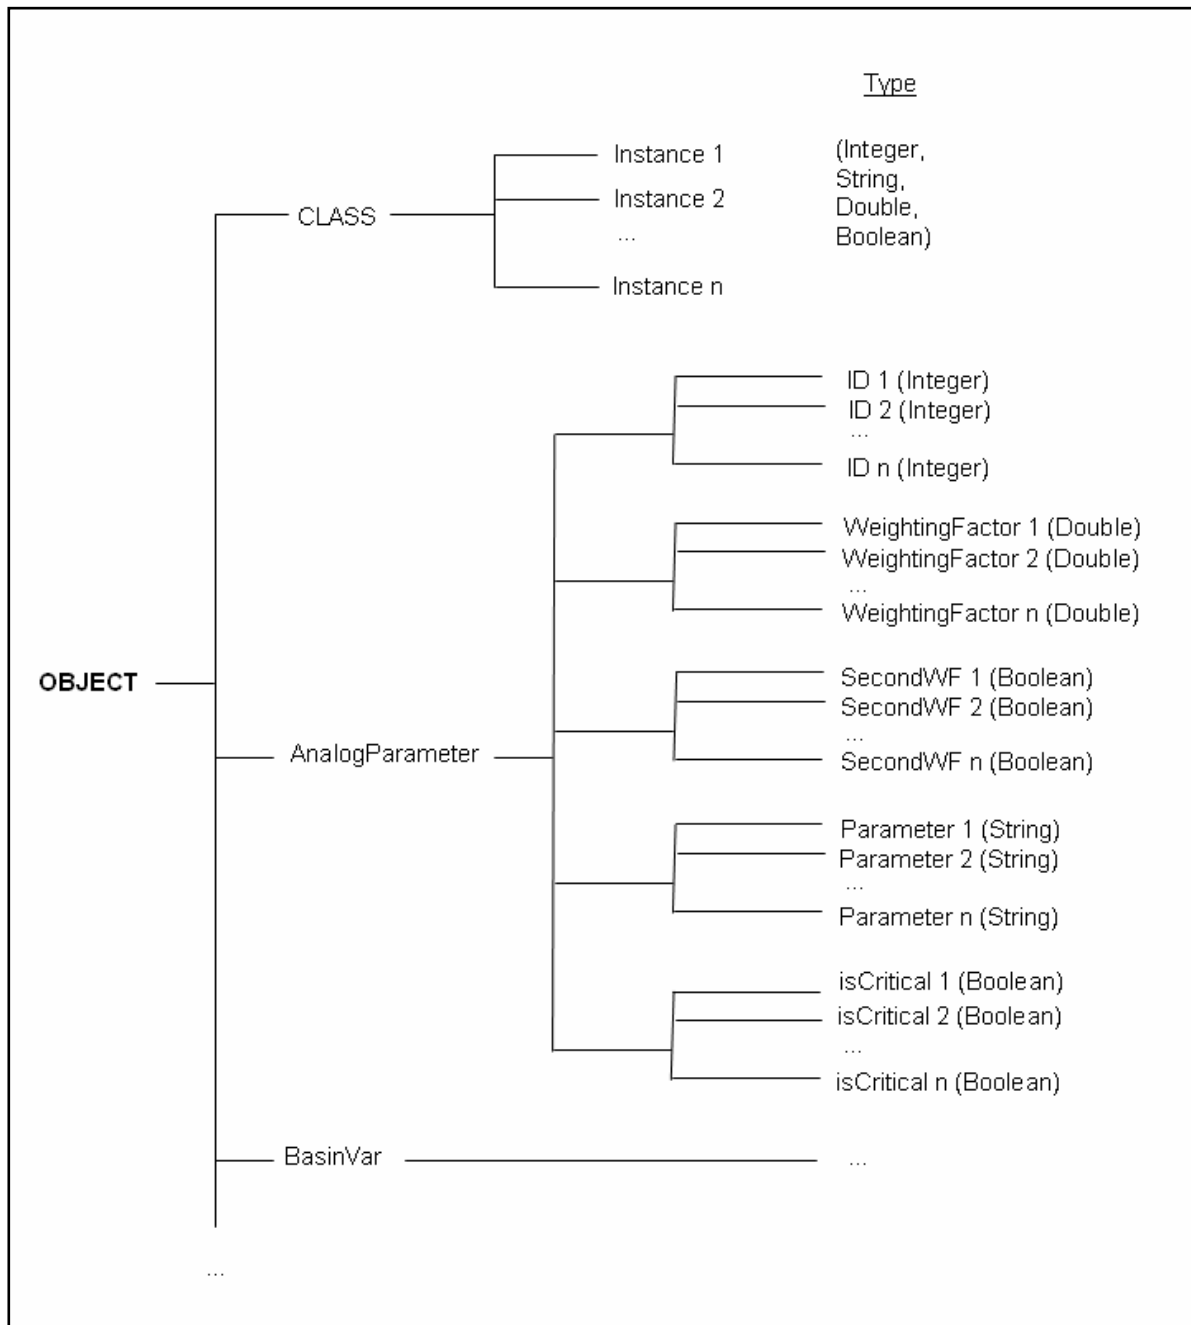 Type
Instance 1
(Integer,
String,
Instance 2
Double,
CLASS
...
Boolean)
Instance n
ID 1 (Integer)
ID 2 (Integer)
...
ID n (Integer)
WeightingFactor 1 (Double)
WeightingFactor 2 (Double)
...
WeightingFactor n (Double)
OBJECT
SecondWF 1 (Boolean)
SecondWF 2 (Boolean)
...
AnalogParameter
SecondWF n (Boolean)
Parameter 1 (String)
Parameter 2 (String)
...
Parameter n (String)
isCritical 1 (Boolean)
isCritical 2 (Boolean)
...
isCritical n (Boolean)
BasinVar
...
...